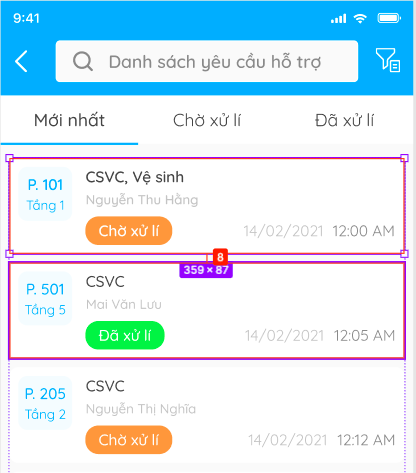 9:41
Danh sách yêu cầu hỗ trợ
Mới nhất Chờ xử lí Đã xử lí
P. 101
Tầng 1
CSVC, Vệ sinh
Nguyễn Thu Hằng
Chờ xử lí
14/02/2021 12:00 AM
8
359 × 87
P. 501
Tầng 5
CSVC
Mai Văn Lưu
Đã xử lí
14/02/2021 12:05 AM
P. 205
Tầng 2
CSVC
Nguyễn Thị Nghĩa
Chờ xử lí
14/02/2021 12:12 AM